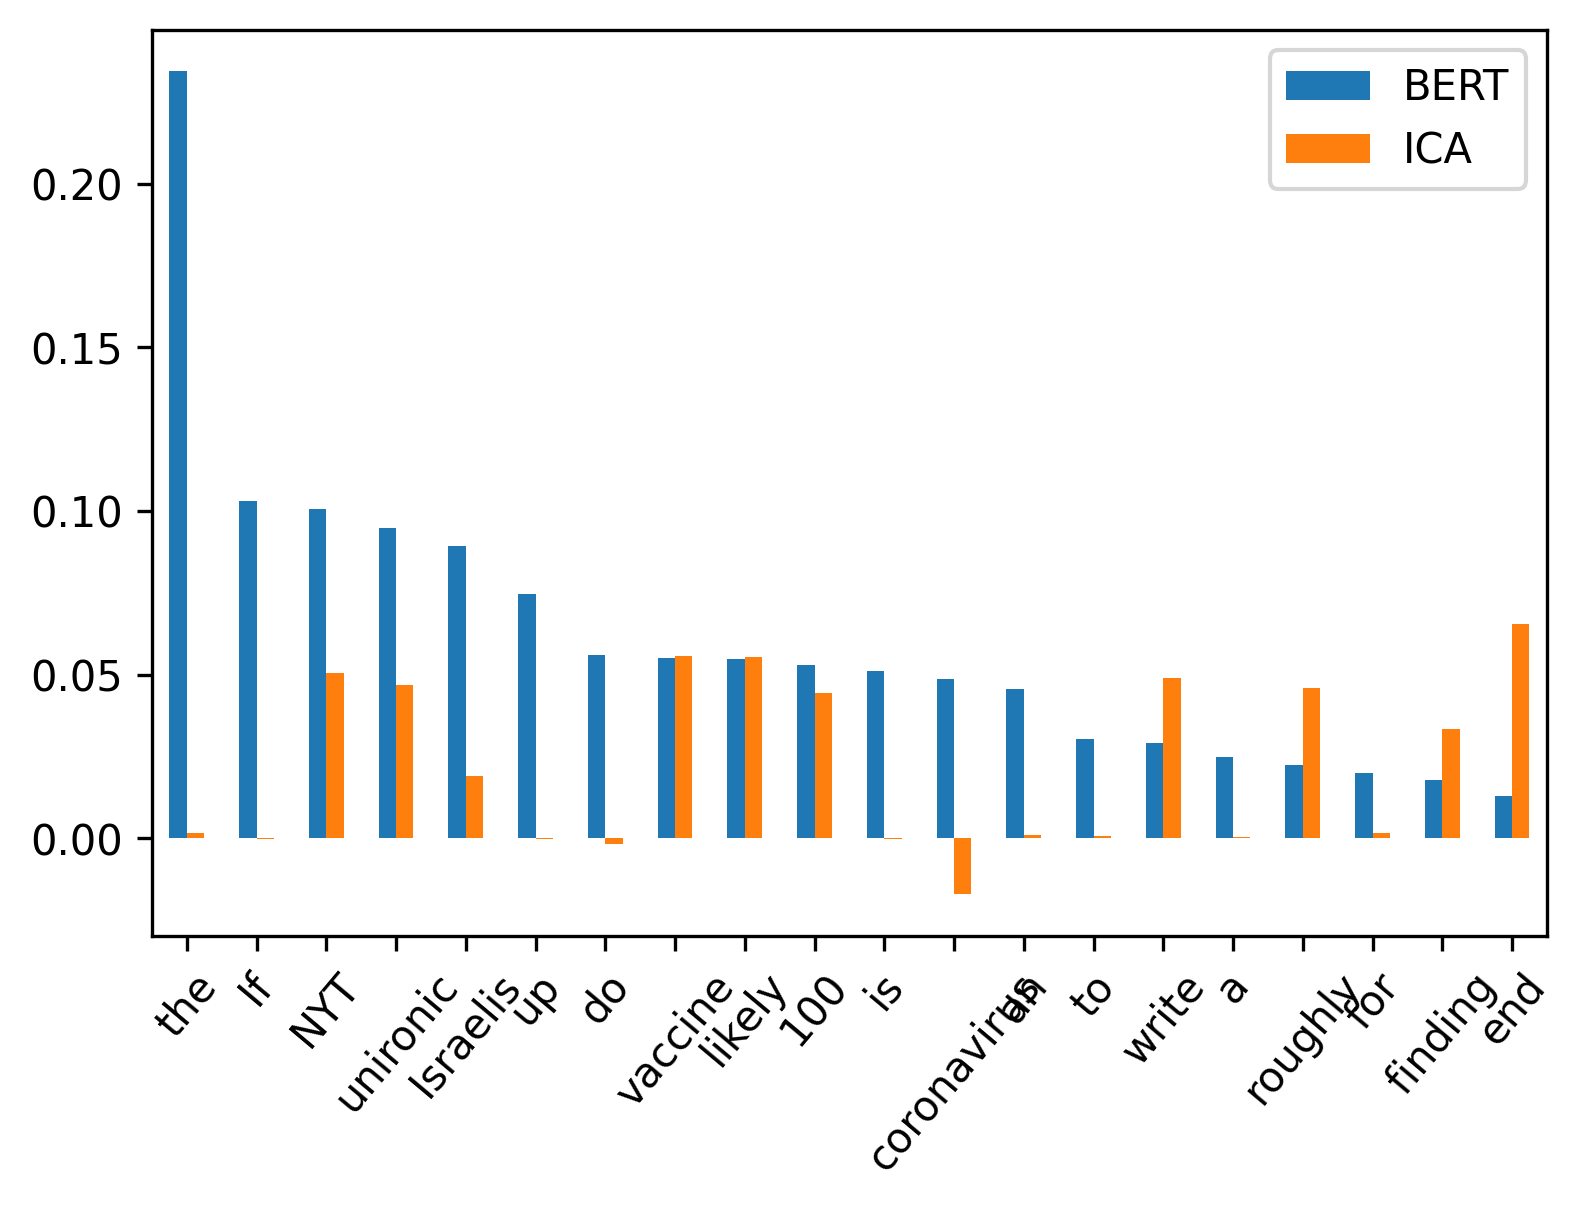 BERT
ICA
0.20
0.15
0.10
0.05
0.00
the
If
NYT
unironic
Israelis
up
do
vaccine
likely
100
is
coronavirus
an
to
write
a
roughly
for
finding
end